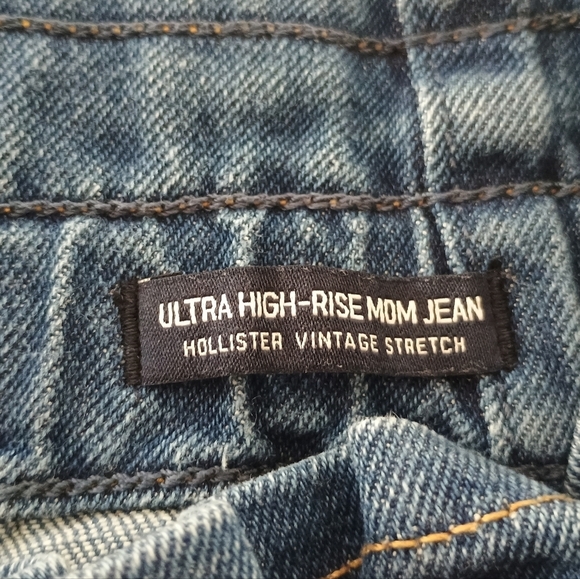 ULTRA HIGH-RISE MOM JEAN
HOLLISTER VINTAGE STRETCH